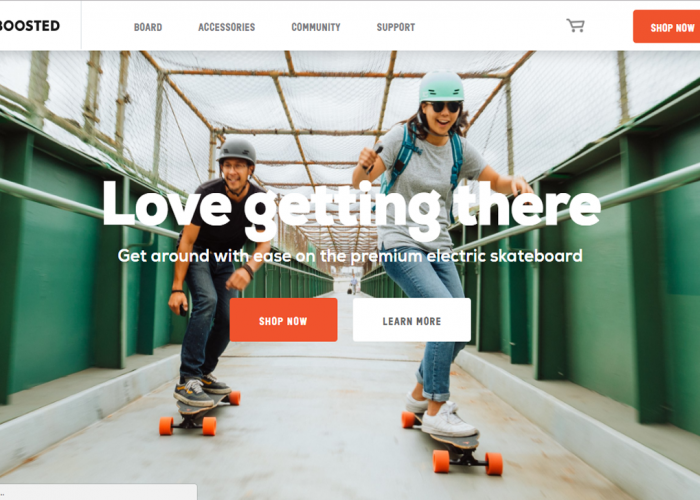 BOOSTED
BOARD
ACCESSORIES
COMMUNITY
SUPPORT
SHOP NOW
Love getting there
Get around with ease on the premium electric skateboard
SHOP NOW
LEARN MORE
...